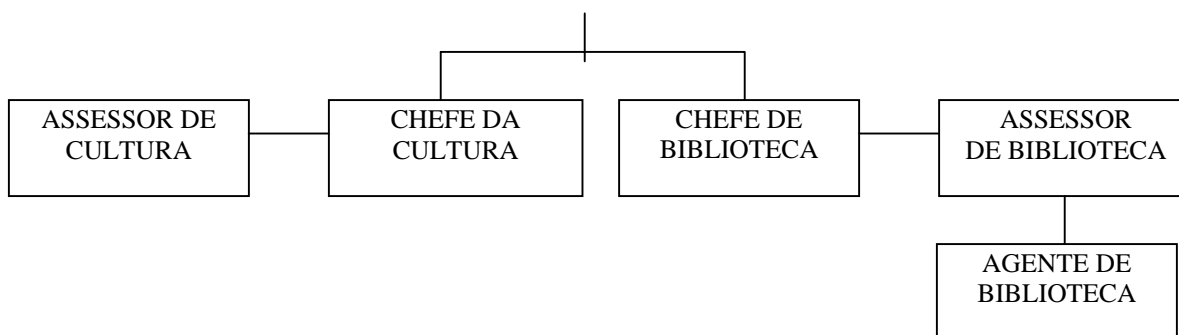 ASSESSOR DE
CULTURA
CHEFE DA
CULTURA
CHEFE DE
BIBLIOTECA
ASSESSOR
DE BIBLIOTECA
AGENTE DE
BIBLIOTECA